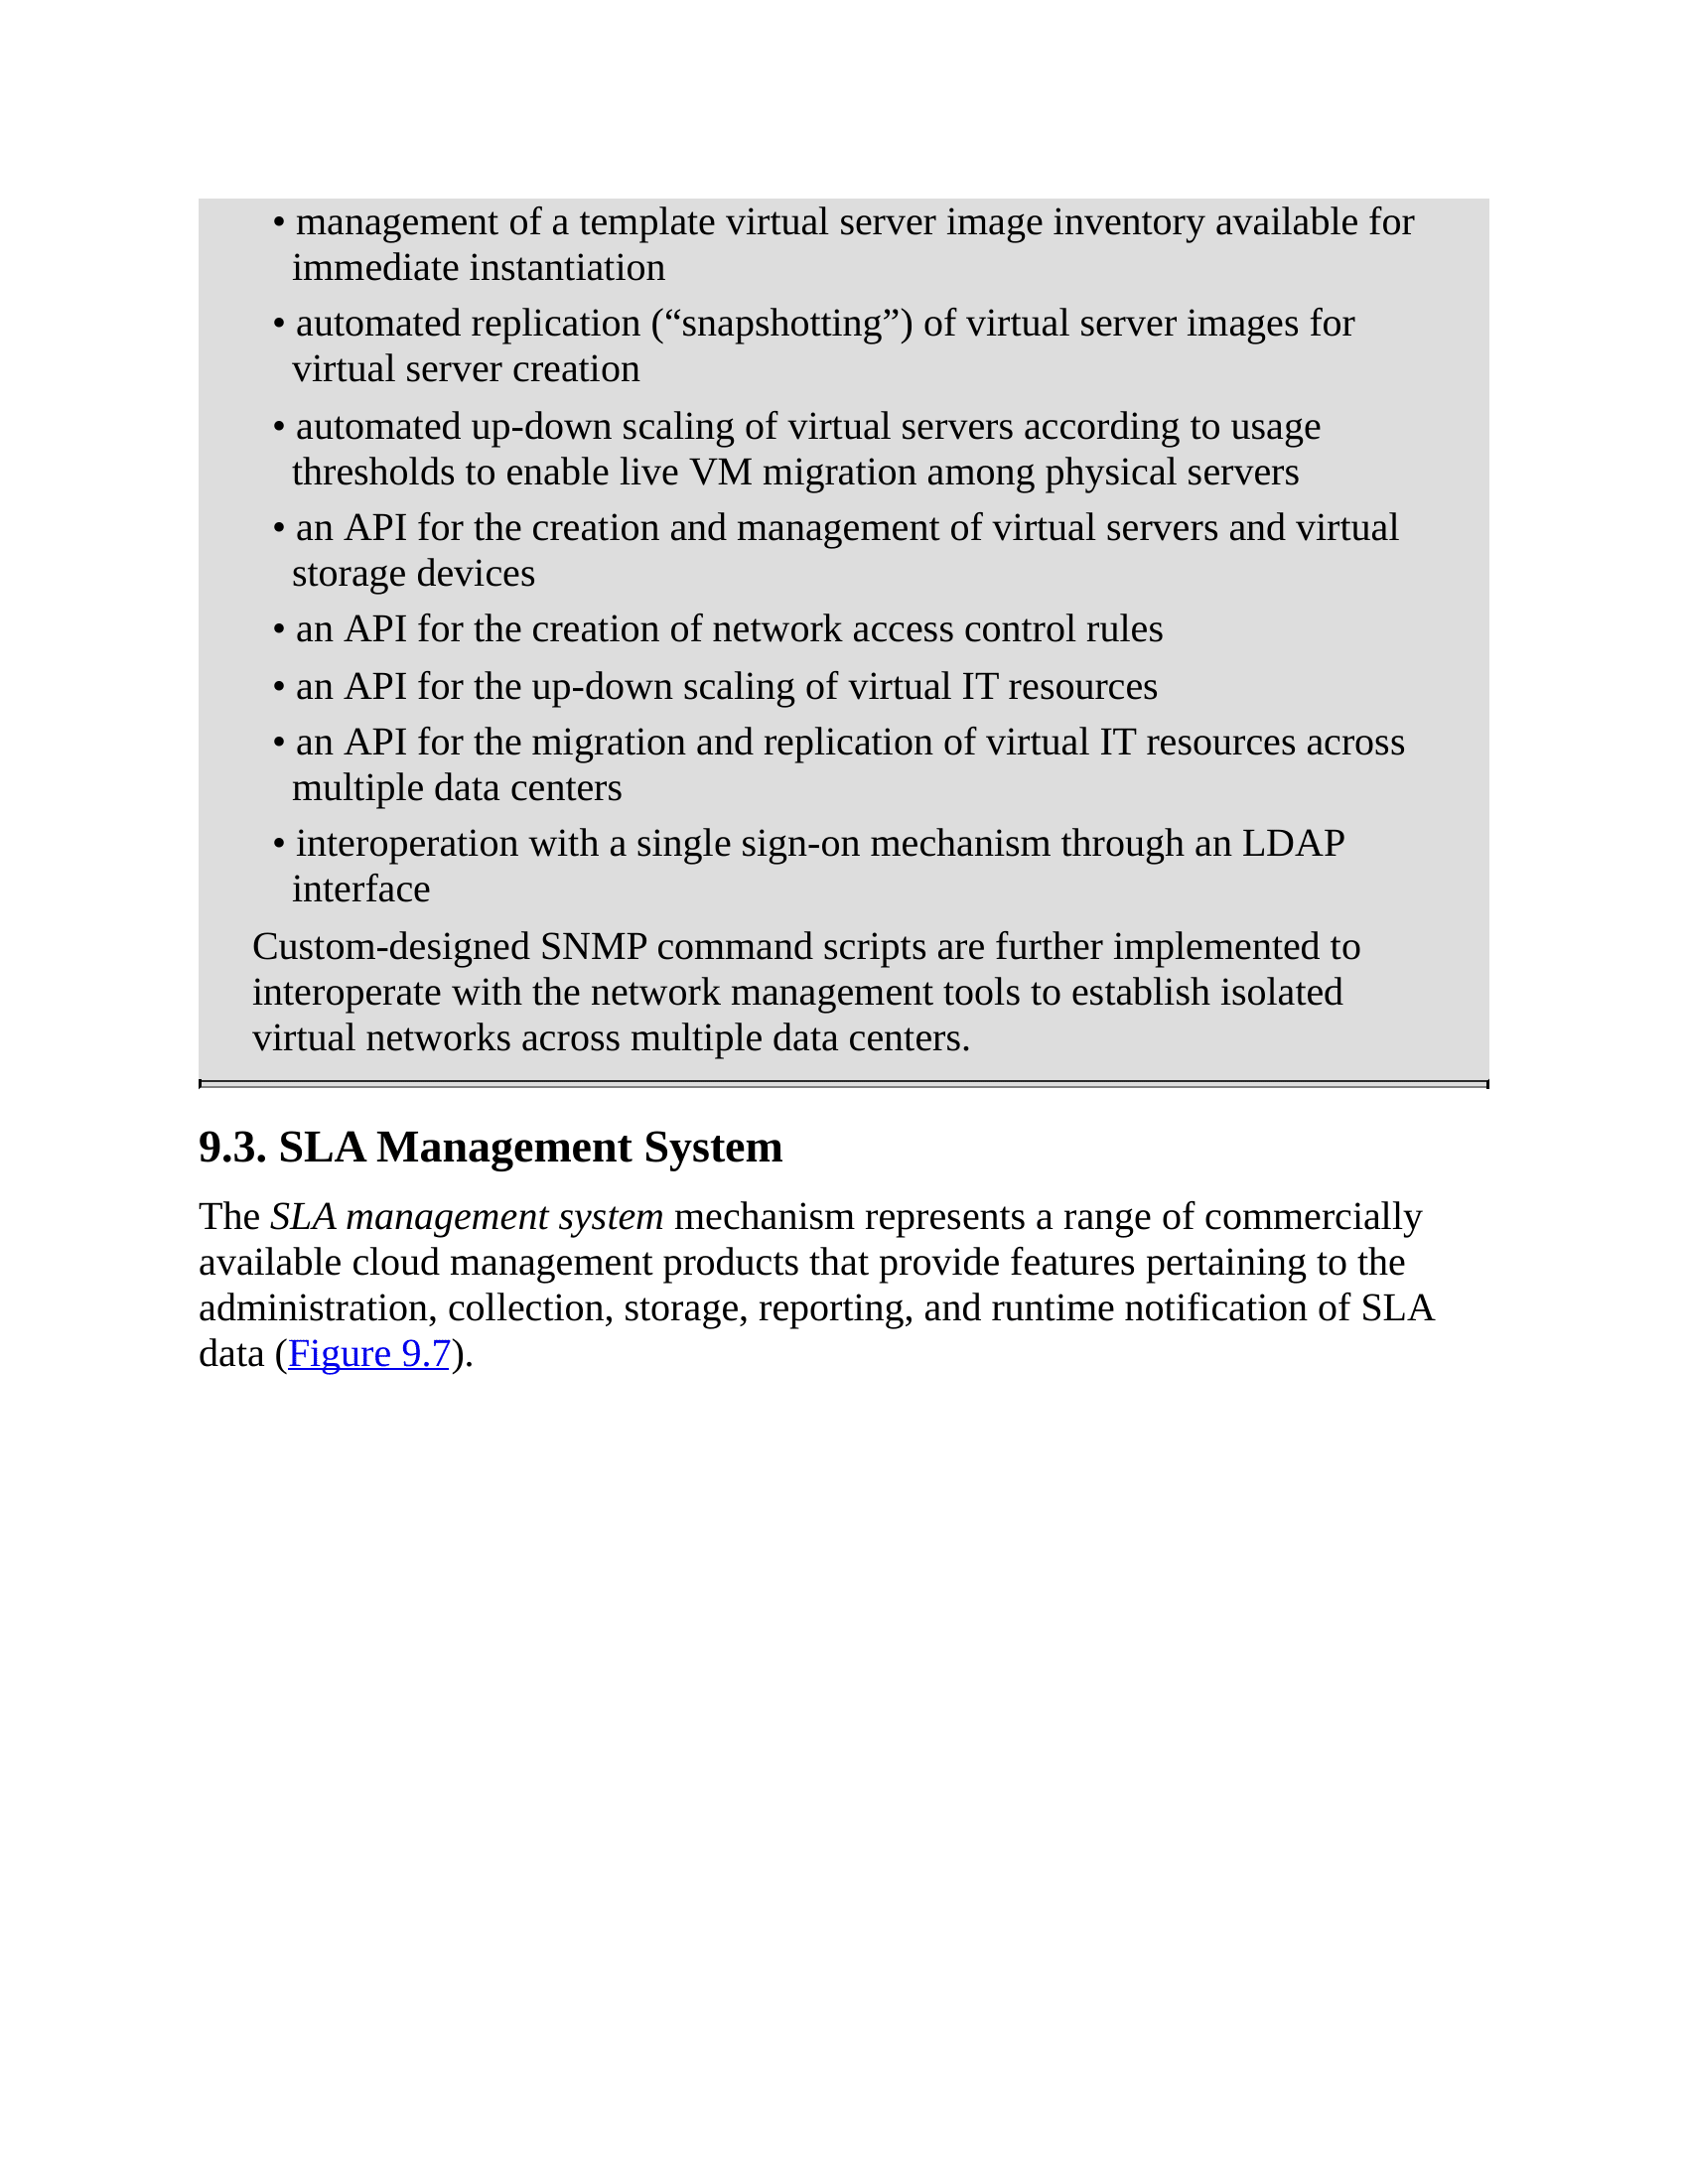 • management of a template virtual server image inventory available for
immediate instantiation
• automated replication (“snapshotting”) of virtual server images for
virtual server creation
• automated up-down scaling of virtual servers according to usage
thresholds to enable live VM migration among physical servers
• an API for the creation and management of virtual servers and virtual
storage devices
• an API for the creation of network access control rules
• an API for the up-down scaling of virtual IT resources
• an API for the migration and replication of virtual IT resources across
multiple data centers
• interoperation with a single sign-on mechanism through an LDAP
interface
Custom-designed SNMP command scripts are further implemented to
interoperate with the network management tools to establish isolated
virtual networks across multiple data centers.
9.3. SLA Management System
The SLA management system mechanism represents a range of commercially
available cloud management products that provide features pertaining to the
administration, collection, storage, reporting, and runtime notification of SLA
data (Figure 9.7).